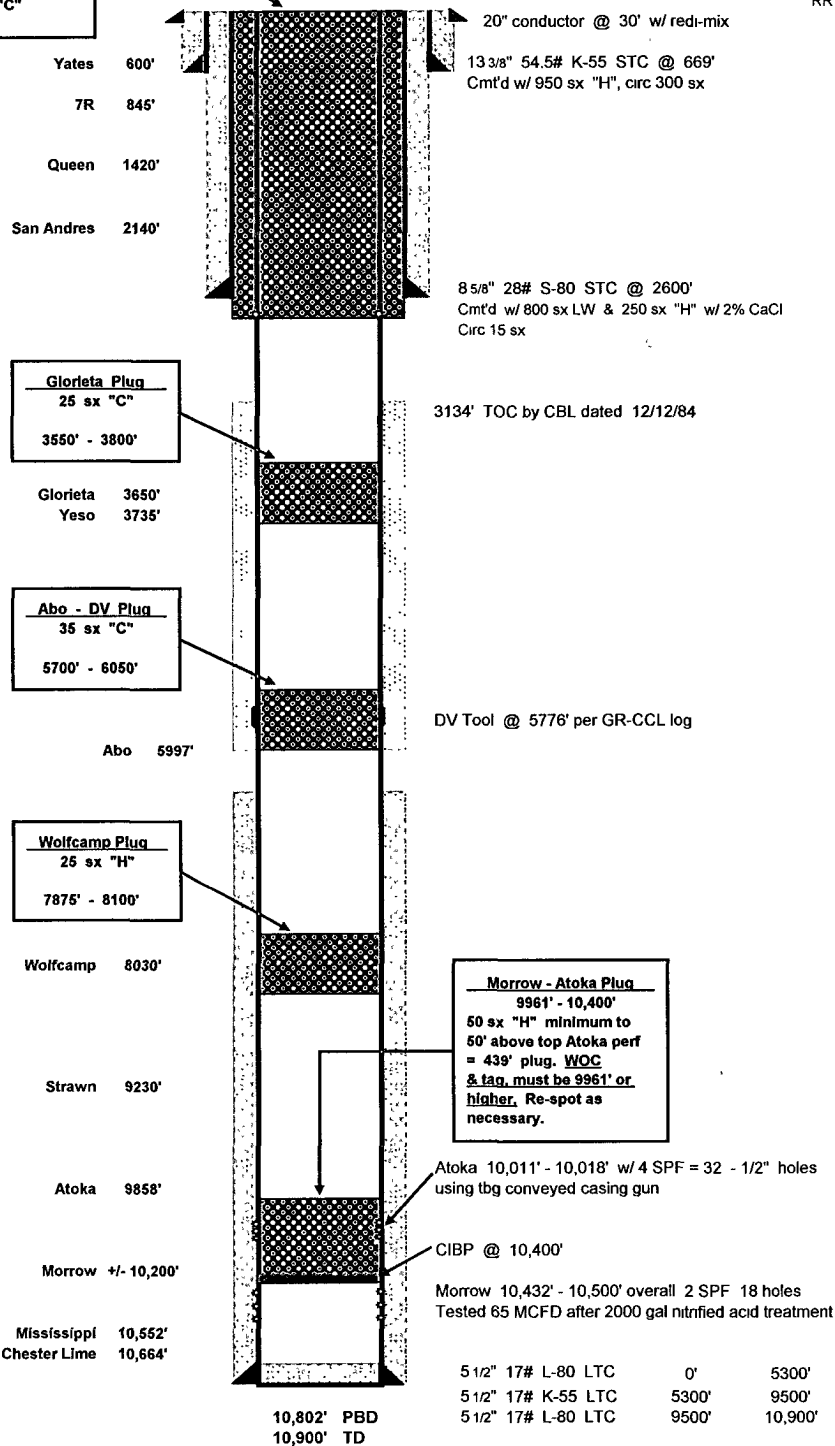 "C"
RR
20" conductor @ 30' w/ redi-mix
13 3/8" 54.5# K-55 STC @ 669'
Cmt'd w/ 950 sx "H", circ 300 sx
Yates 600'
7R 845'
Queen 1420'
San Andres 2140'
8 5/8" 28# S-80 STC @ 2600'
Cmt'd w/ 800 sx LW & 250 sx "H" w/ 2% CaCl
Circ 15 sx
Glorieta Plug
25 sx "C"
3550' - 3800'
3134' TOC by CBL dated 12/12/84
Glorieta 3650'
Yeso 3735'
Abo - DV Plug
35 sx "C"
5700' - 6050'
DV Tool @ 5776' per GR-CCL log
Abo 5997'
Wolfcamp Plug
25 sx "H"
7875' - 8100'
Wolfcamp 8030'
Morrow - Atoka Plug
9961' - 10,400'
50 sx "H" minimum to
50' above top Atoka perf
= 439' plug. WOC
& tag, must be 9961' or
higher. Re-spot as
necessary.
Strawn 9230'
Atoka 9858'
Atoka 10,011' - 10,018' w/ 4 SPF = 32 - 1/2" holes
using tbg conveyed casing gun
CIBP @ 10,400'
Morrow +/- 10,200'
Morrow 10,432' - 10,500' overall 2 SPF 18 holes
Tested 65 MCFD after 2000 gal nitrified acid treatment
Mississippi 10,552'
Chester Lime 10,664'
5 1/2" 17# L-80 LTC 0' 5300'
5 1/2" 17# K-55 LTC 5300' 9500'
5 1/2" 17# L-80 LTC 9500' 10,900'
10,802' PBD
10,900' TD